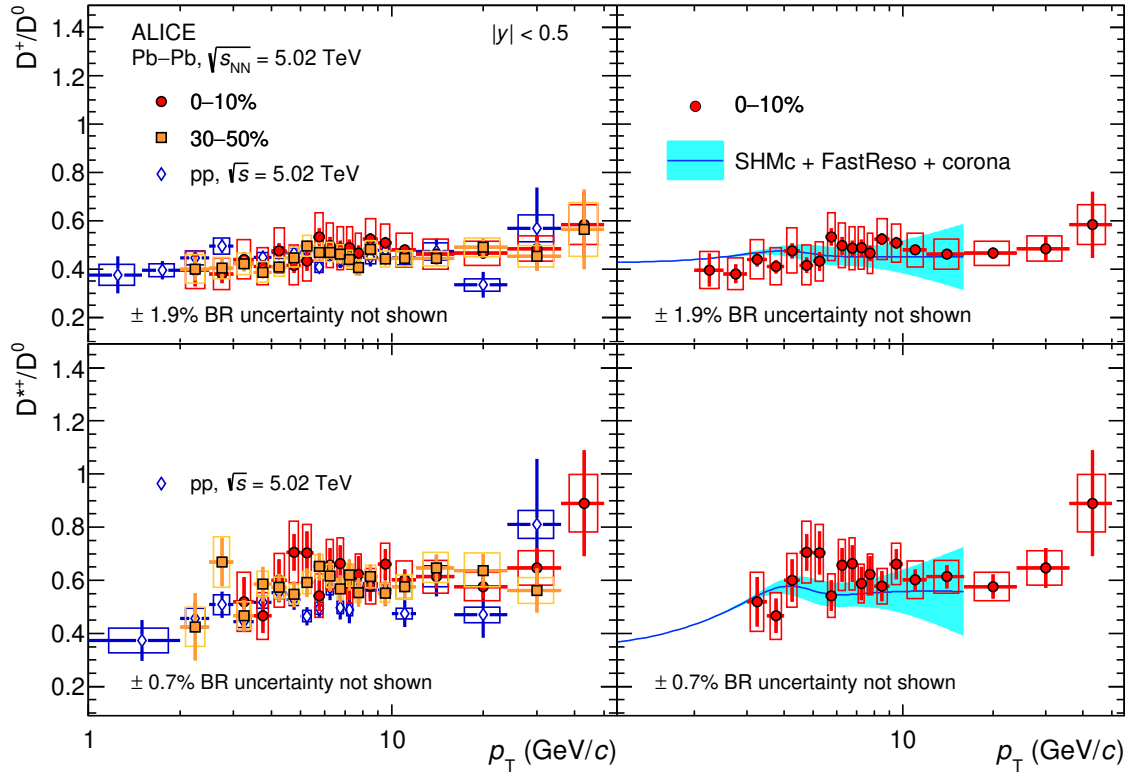 D⁺/D⁰
1.4
1.2
1
0.8
0.6
0.4
0.2
ALICE
|y| < 0.5
Pb−Pb, √s_NN = 5.02 TeV
0−10%
30−50%
pp, √s = 5.02 TeV
± 1.9% BR uncertainty not shown
0−10%
SHMc + FastReso + corona
± 1.9% BR uncertainty not shown
D*⁺/D⁰
1.4
1.2
1
0.8
0.6
0.4
0.2
pp, √s = 5.02 TeV
± 0.7% BR uncertainty not shown
± 0.7% BR uncertainty not shown
1
10
p_T (GeV/c)
10
p_T (GeV/c)